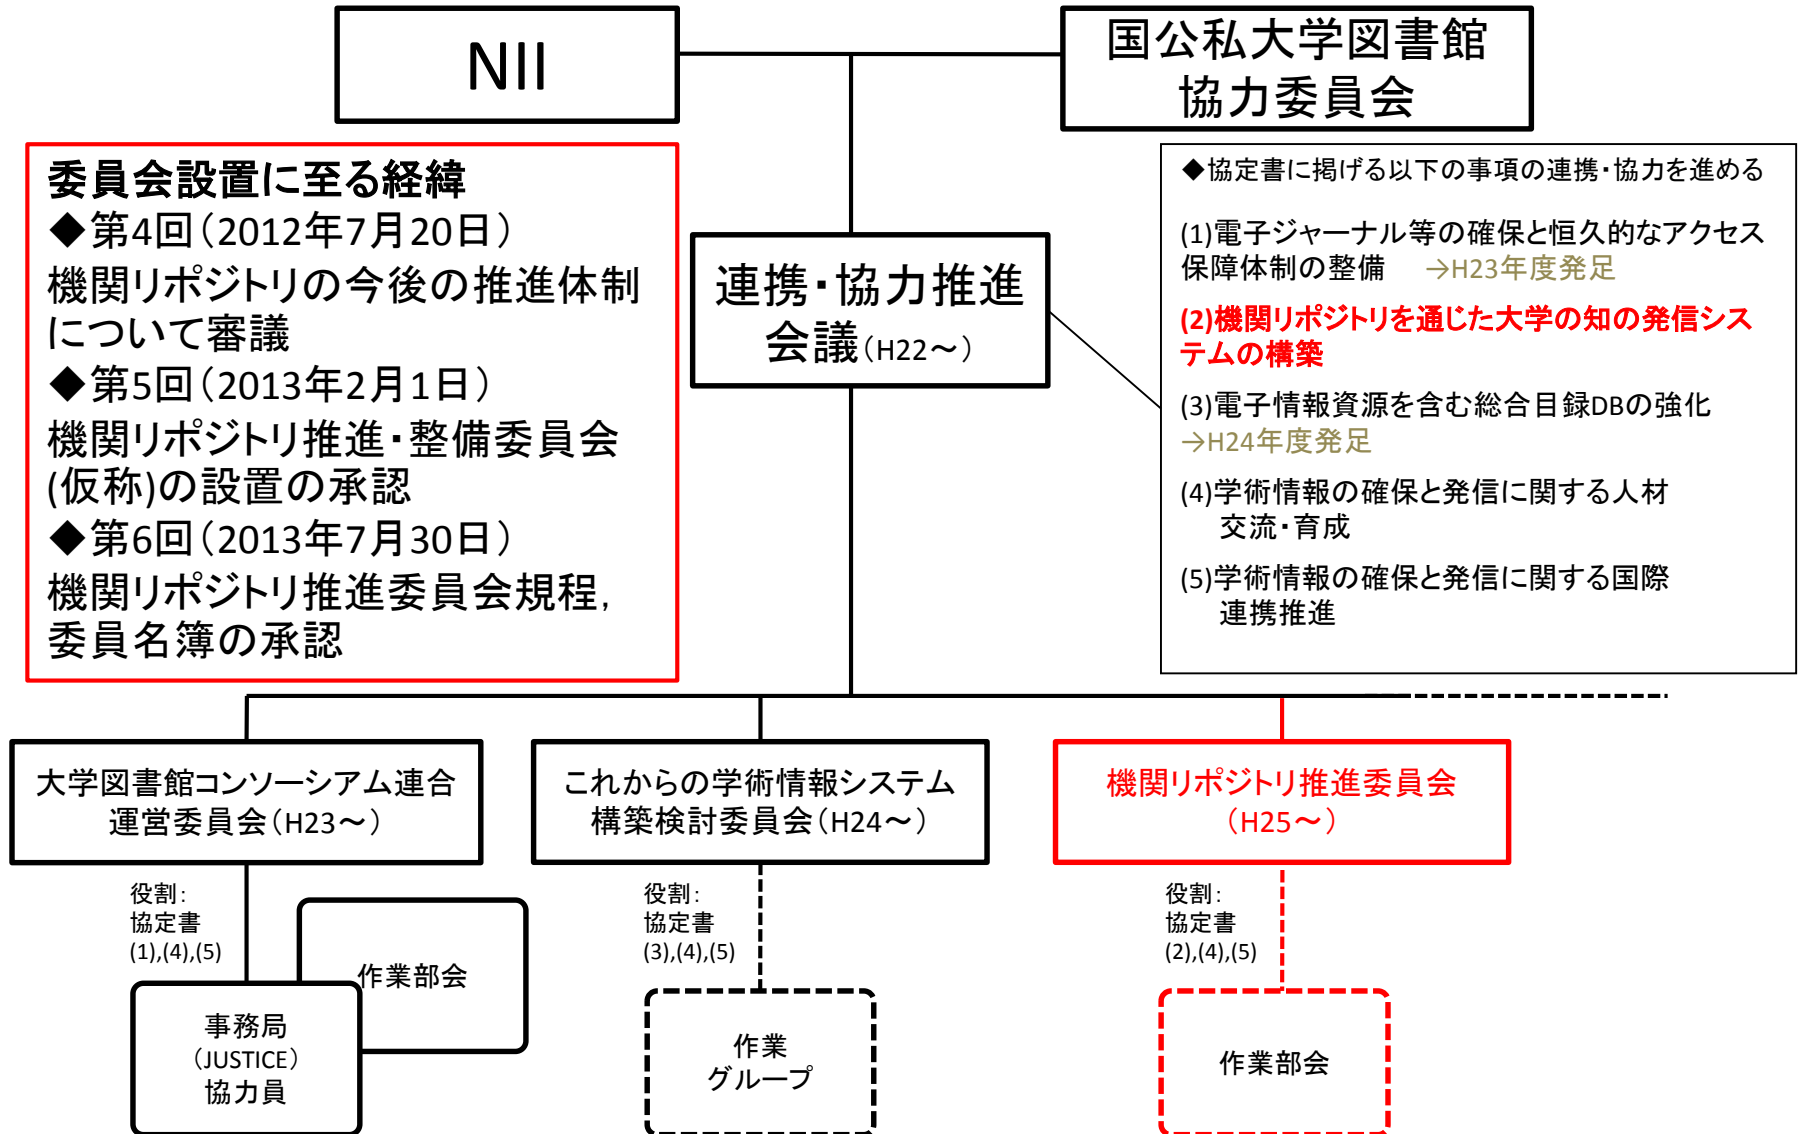 NII
国公私大学図書館
協力委員会
委員会設置に至る経緯
◆第4回（2012年7月20日）
機関リポジトリの今後の推進体制
について審議
◆第5回（2013年2月1日）
機関リポジトリ推進・整備委員会
(仮称)の設置の承認
◆第6回（2013年7月30日）
機関リポジトリ推進委員会規程，
委員名簿の承認
連携・協力推進
会議（H22～）
◆協定書に掲げる以下の事項の連携・協力を進める
(1)電子ジャーナル等の確保と恒久的なアクセス
保障体制の整備　→H23年度発足
(2)機関リポジトリを通じた大学の知の発信シス
テムの構築
(3)電子情報資源を含む総合目録DBの強化
→H24年度発足
(4)学術情報の確保と発信に関する人材
交流・育成
(5)学術情報の確保と発信に関する国際
連携推進
大学図書館コンソーシアム連合
運営委員会（H23～）
これからの学術情報システム
構築検討委員会（H24～）
機関リポジトリ推進委員会
（H25～）
役割：
協定書
(1),(4),(5)
作業部会
事務局
（JUSTICE）
協力員
役割：
協定書
(3),(4),(5)
作業
グループ
役割：
協定書
(2),(4),(5)
作業部会